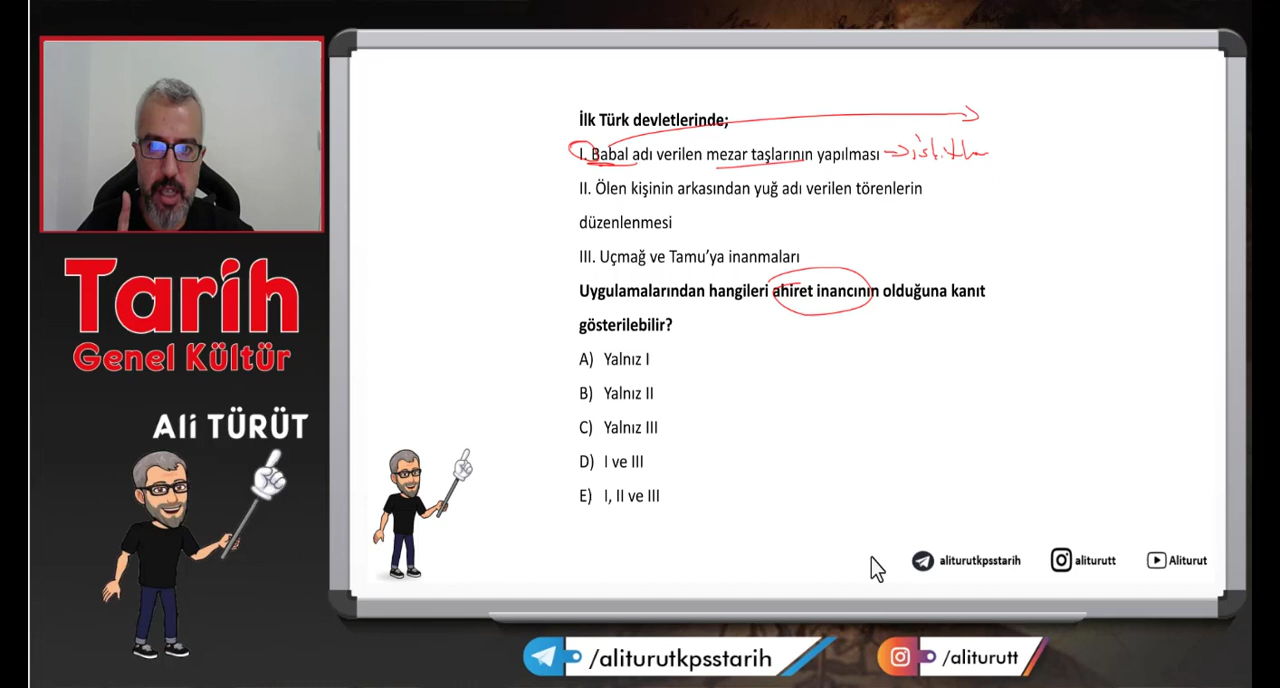 İlk Türk devletlerinde;
I. Babal adı verilen mezar taşlarının yapılması
II. Ölen kişinin arkasından yuğ adı verilen törenlerin
düzenlenmesi
III. Uçmağ ve Tamu'ya inanmaları
Uygulamalarından hangileri ahiret inancının olduğuna kanıt
gösterilebilir?
A) Yalnız I
B) Yalnız II
C) Yalnız III
D) I ve III
E) I, II ve III
Tarih
Genel Kültür
Ali TÜRÜT
aliturutkpsstarih
aliturutt
Aliturut
/aliturutkpsstarih
/aliturutt